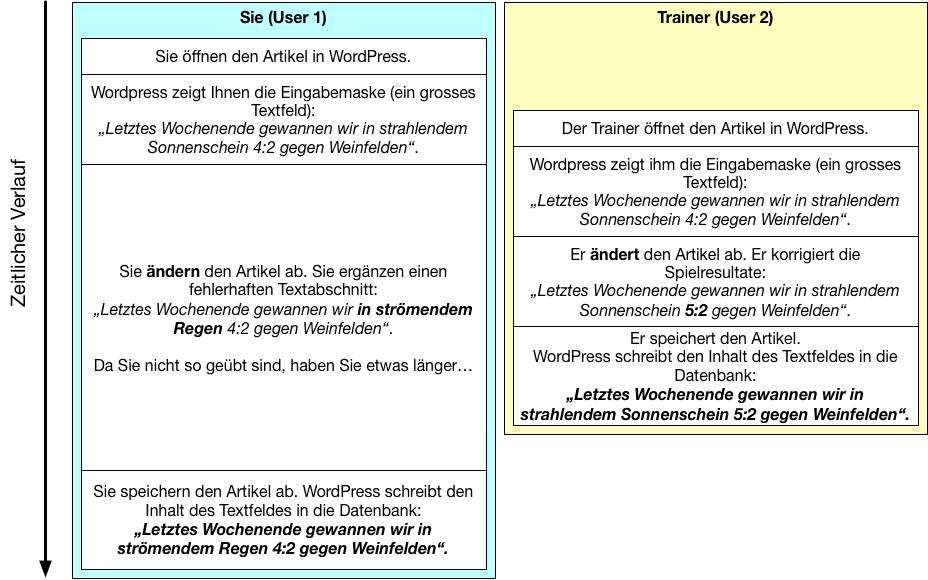 Zeitlicher Verlauf
Sie (User 1)
Sie öffnen den Artikel in WordPress.
Wordpress zeigt Ihnen die Eingabemaske (ein grosses
Textfeld):
„Letztes Wochenende gewannen wir in strahlendem
Sonnenschein 4:2 gegen Weinfelden“.
Sie ändern den Artikel ab. Sie ergänzen einen
fehlerhaften Textabschnitt:
„Letztes Wochenende gewannen wir in strömendem
Regen 4:2 gegen Weinfelden“.
Da Sie nicht so geübt sind, haben Sie etwas länger…
Sie speichern den Artikel ab. WordPress schreibt den
Inhalt des Textfeldes in die Datenbank:
„Letztes Wochenende gewannen wir in
strömendem Regen 4:2 gegen Weinfelden“.
Trainer (User 2)
Der Trainer öffnet den Artikel in WordPress.
Wordpress zeigt ihm die Eingabemaske (ein grosses
Textfeld):
„Letztes Wochenende gewannen wir in strahlendem
Sonnenschein 4:2 gegen Weinfelden“.
Er ändert den Artikel ab. Er korrigiert die
Spielresultate:
„Letztes Wochenende gewannen wir in strahlendem
Sonnenschein 5:2 gegen Weinfelden“.
Er speichert den Artikel.
WordPress schreibt den Inhalt des Textfeldes in die
Datenbank:
„Letztes Wochenende gewannen wir in
strahlendem Sonnenschein 5:2 gegen Weinfelden“.